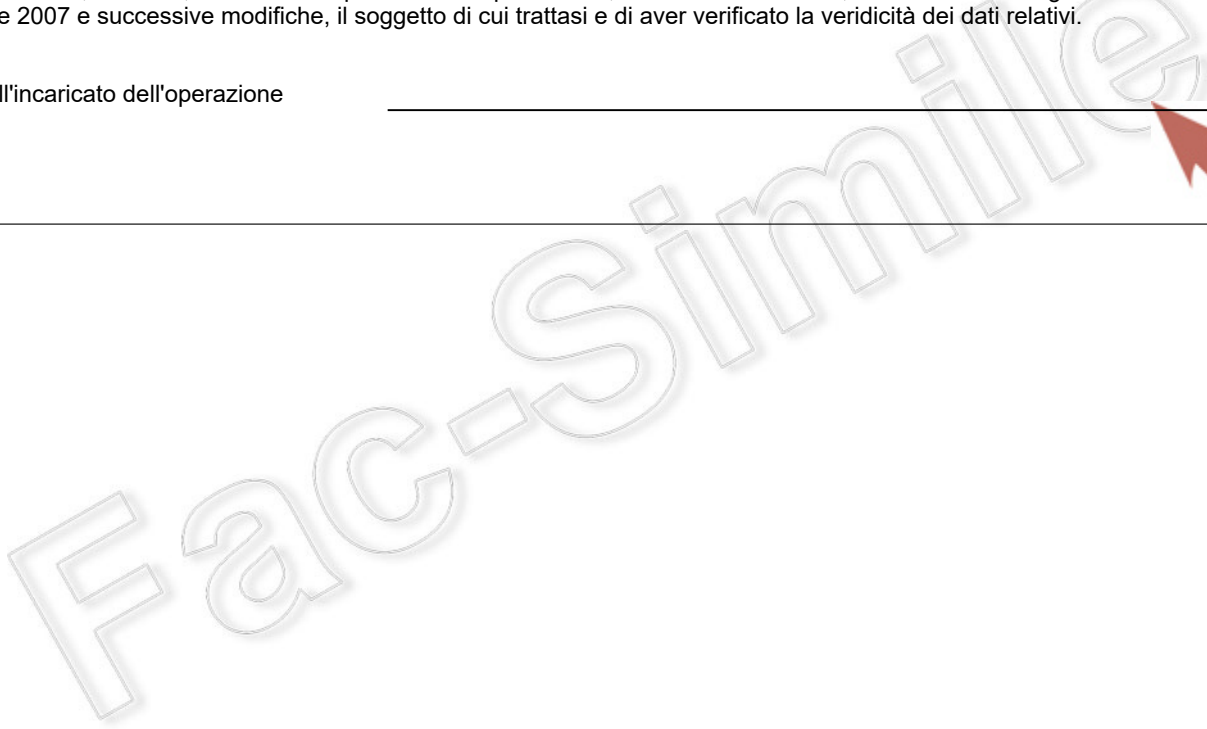 e 2007 e successive modifiche, il soggetto di cui trattasi e di aver verificato la veridicità dei dati relativi.
ll'incaricato dell'operazione
Fac-Simile